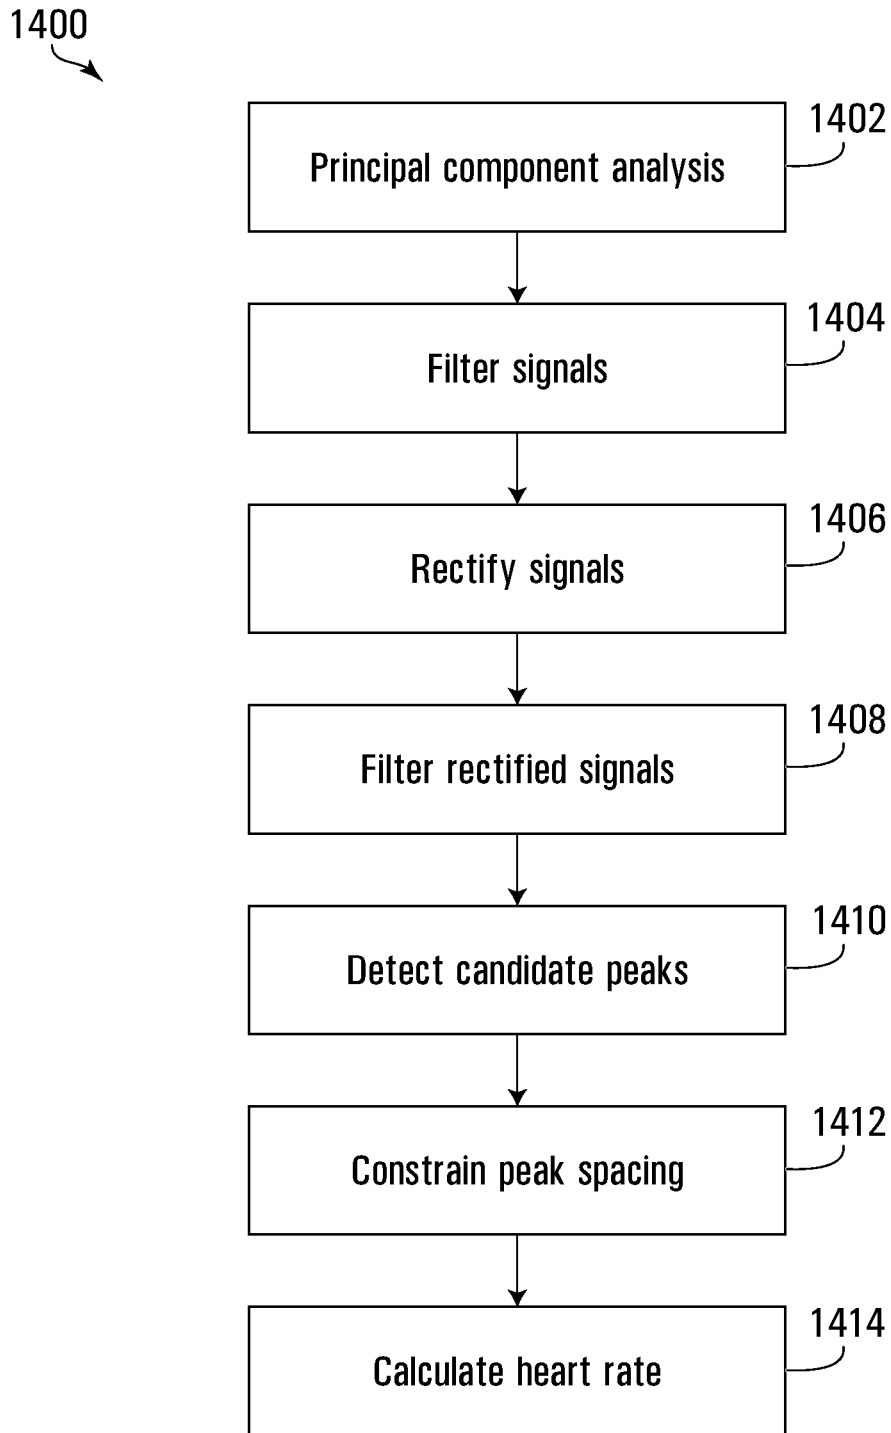 1400
1402
Principal component analysis
1404
Filter signals
1406
Rectify signals
1408
Filter rectified signals
1410
Detect candidate peaks
1412
Constrain peak spacing
1414
Calculate heart rate